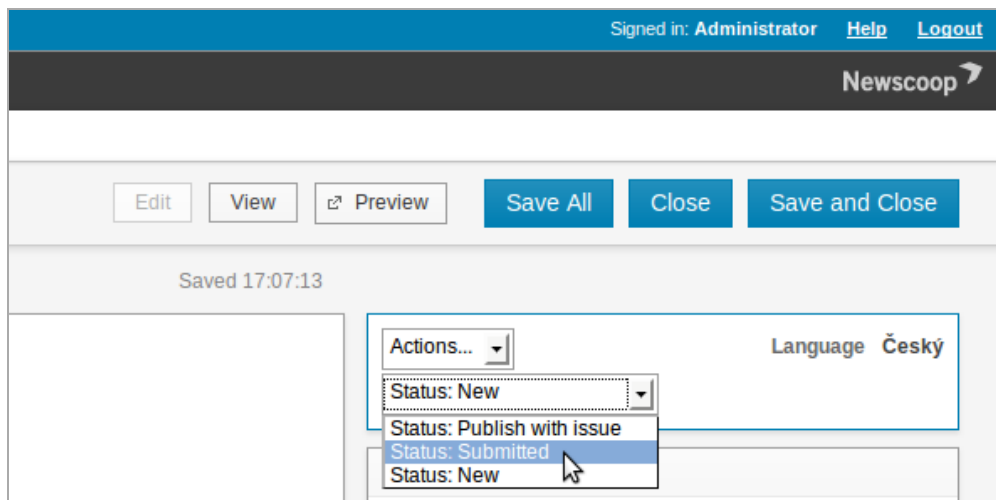 Signed in: Administrator Help Logout
Newscoop
Edit View Preview Save All Close Save and Close
Saved 17:07:13
Actions... Language Český
Status: New
Status: Publish with issue
Status: Submitted
Status: New